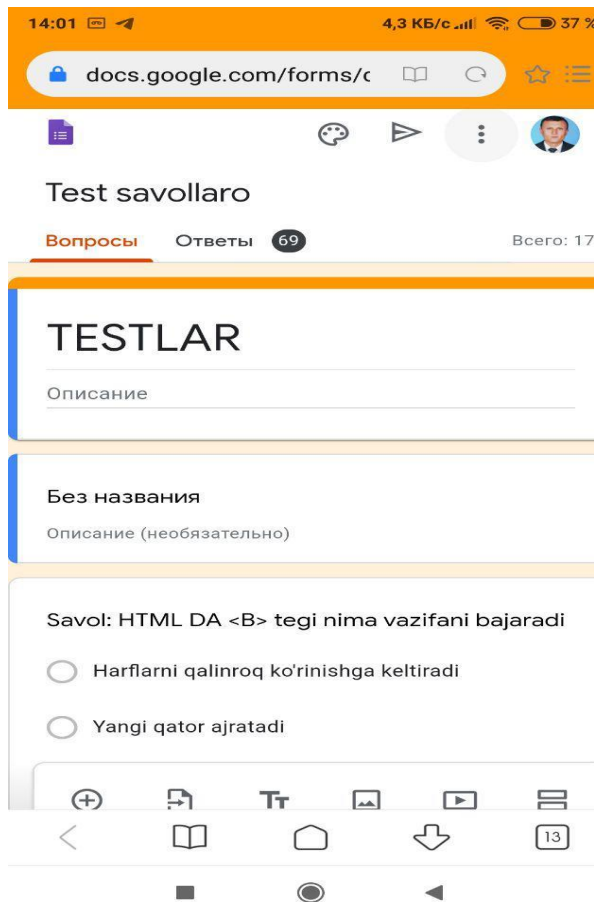 14:01 4,3 КБ/с 37 %
docs.google.com/forms/c
Test savollaro
Вопросы Ответы 69 Всего: 17
TESTLAR
Описание
Без названия
Описание (необязательно)
Savol: HTML DA <B> tegi nima vazifani bajaradi
Harflarni qalinroq ko'rinishga keltiradi
Yangi qator ajratadi
Tт
13